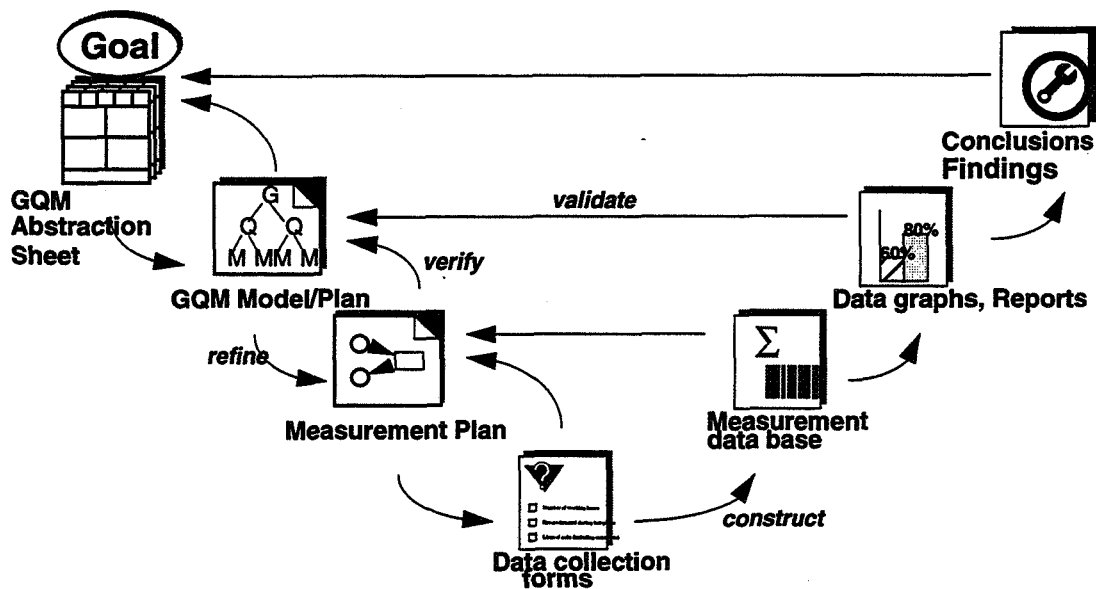 Goal
Conclusions
Findings
GQM
Abstraction
Sheet
G
Q Q
M MM M
validate
80%
60%
verify
GQM Model/Plan
Data graphs, Reports
refine
Σ
Measurement Plan
Measurement
data base
?
construct
Data collection
forms